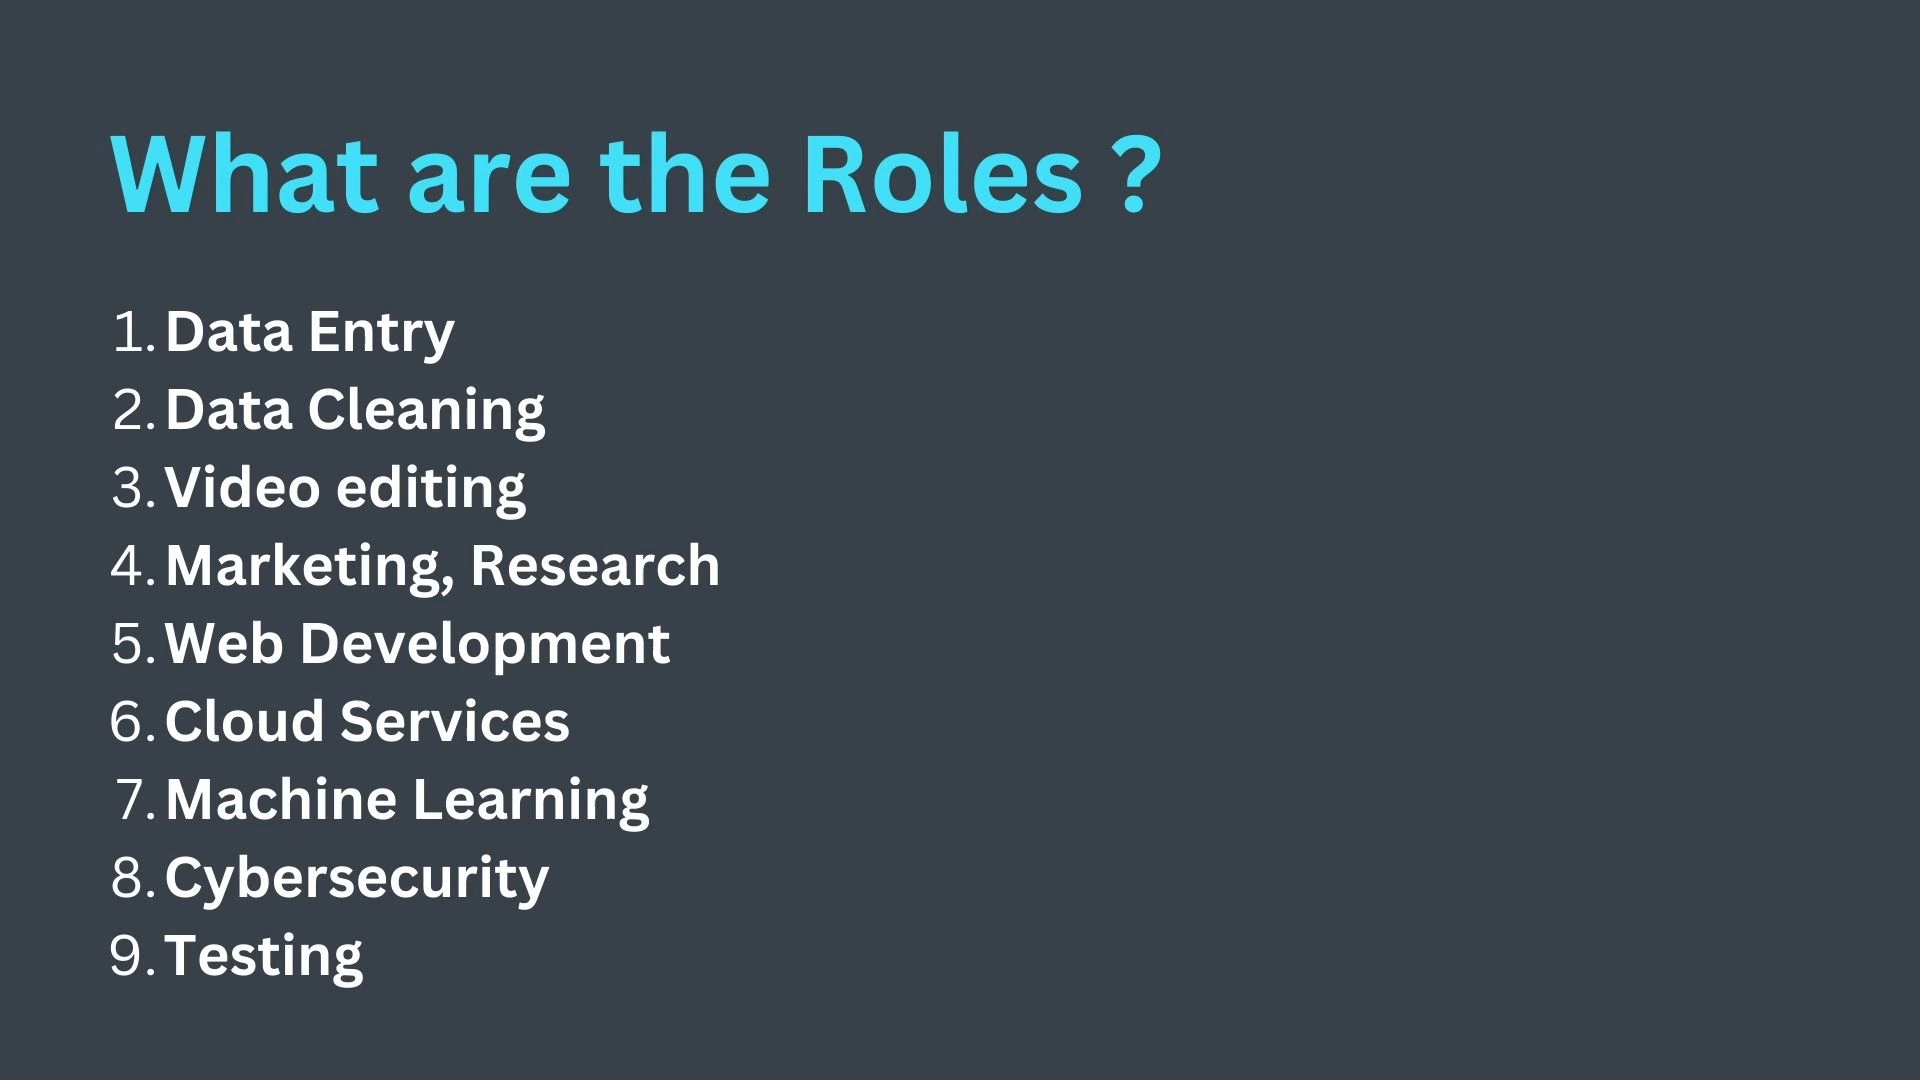 What are the Roles ?
1. Data Entry
2. Data Cleaning
3. Video editing
4. Marketing, Research
5. Web Development
6. Cloud Services
7. Machine Learning
8. Cybersecurity
9. Testing